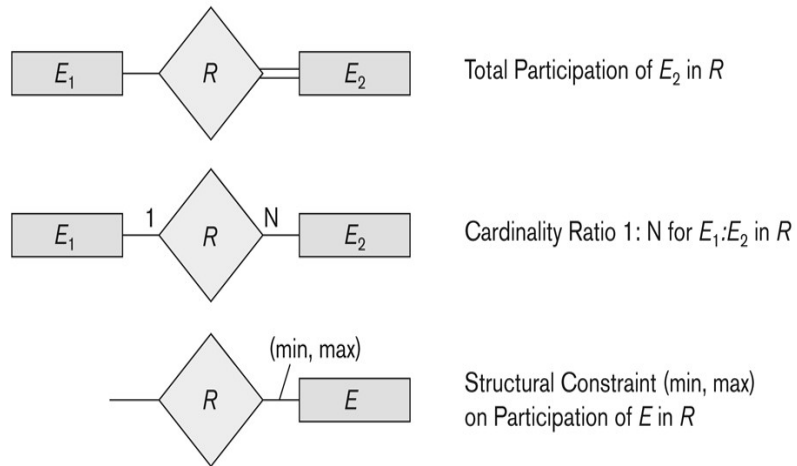 E₁ R E₂ Total Participation of E₂ in R
E₁ 1 R N E₂ Cardinality Ratio 1: N for E₁:E₂ in R
(min, max)
R E Structural Constraint (min, max)
on Participation of E in R